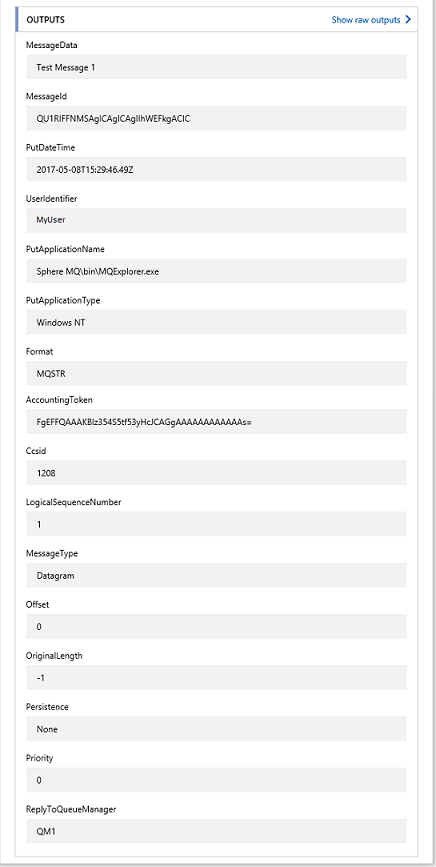 OUTPUTS Show raw outputs
MessageData
Test Message 1
MessageId
QU1RIFFNMSAgICAgICAgIIhWEFkgACIC
PutDateTime
2017-05-08T15:29:46.49Z
UserIdentifier
MyUser
PutApplicationName
Sphere MQ\bin\MQExplorer.exe
PutApplicationType
Windows NT
Format
MQSTR
AccountingToken
FgEFFQAAAKBIz354S5tf53yHcJCAGgAAAAAAAAAAAAs=
Ccsid
1208
LogicalSequenceNumber
1
MessageType
Datagram
Offset
0
OriginalLength
-1
Persistence
None
Priority
0
ReplyToQueueManager
QM1